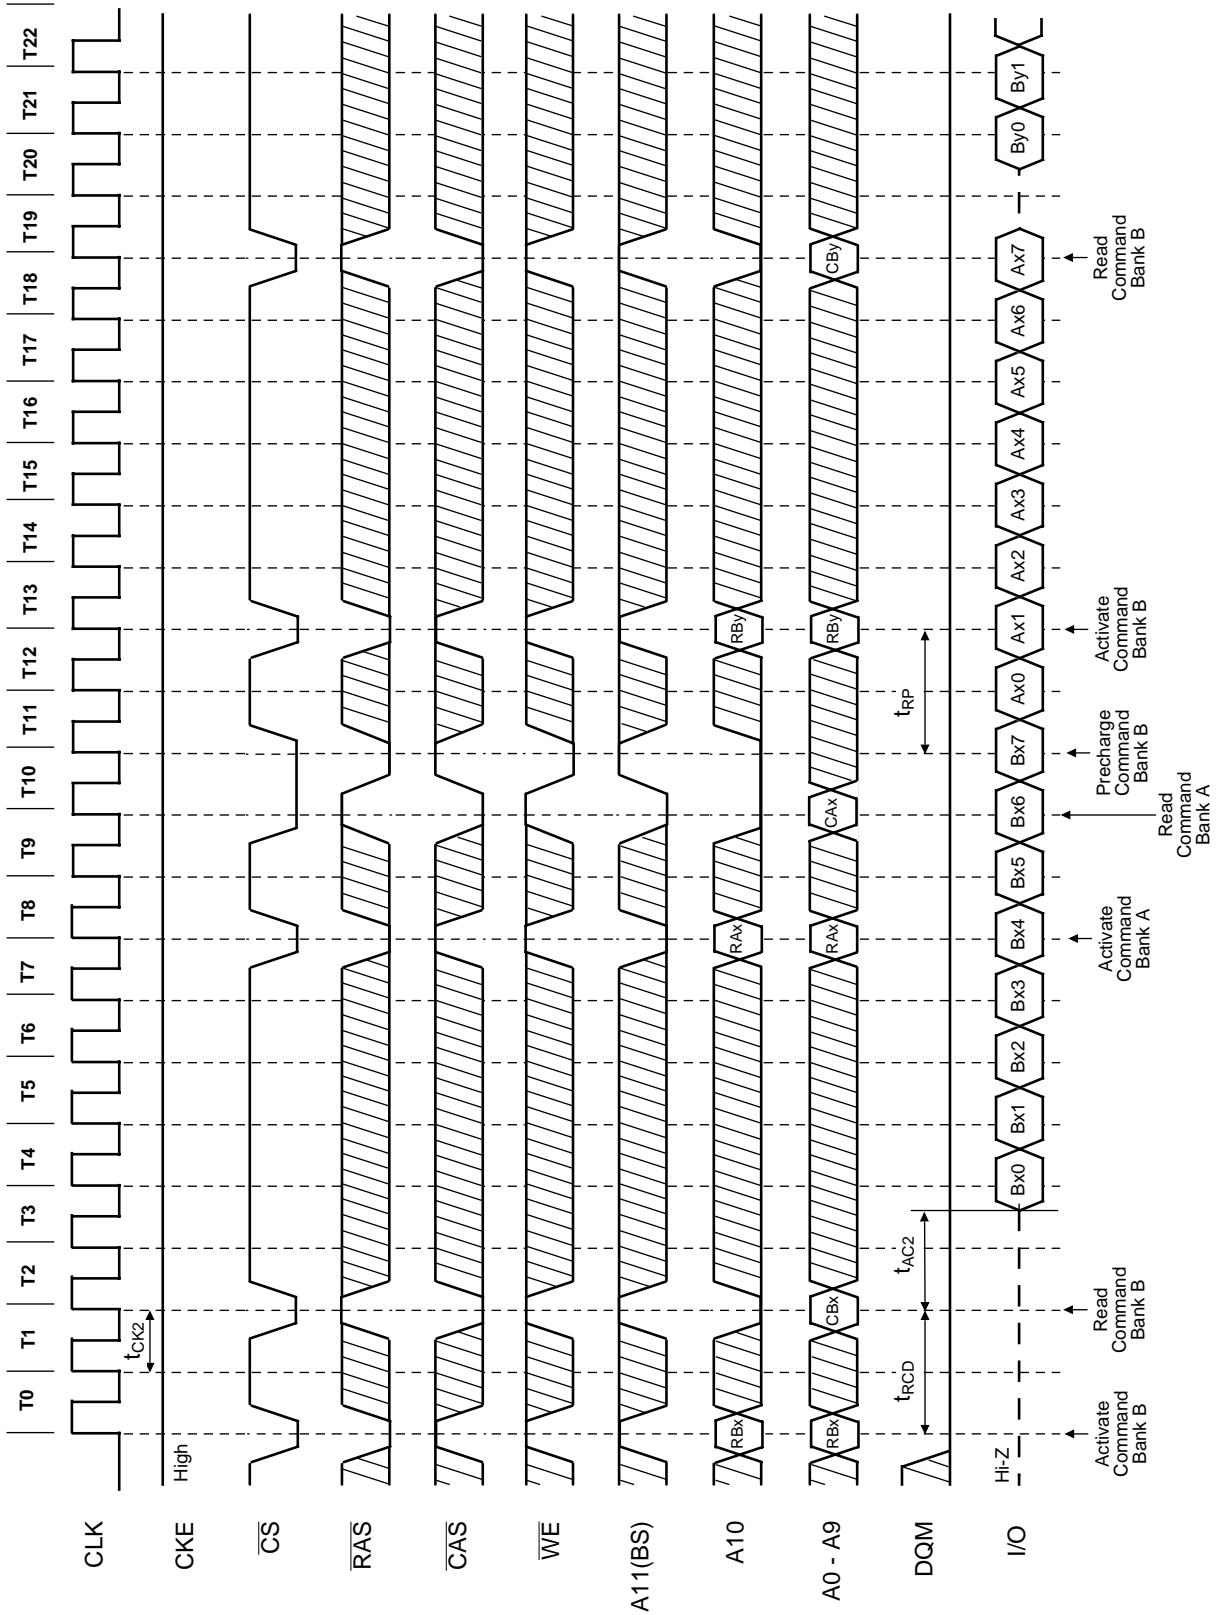 T0 T1 T2 T3 T4 T5 T6 T7 T8 T9 T10 T11 T12 T13 T14 T15 T16 T17 T18 T19 T20 T21 T22
CLK
tCK2
CKE
High
CS
RAS
CAS
WE
A11(BS)
A10
RBx RAx RBy
A0 - A9
RBx CBx RAx CAx RBy CBy
DQM
tRCD tAC2 tRP
I/O
Hi-Z
Bx0 Bx1 Bx2 Bx3 Bx4 Bx5 Bx6 Bx7 Ax0 Ax1 Ax2 Ax3 Ax4 Ax5 Ax6 Ax7 By0 By1
Activate
Command
Bank B
Read
Command
Bank B
Activate
Command
Bank A
Read
Command
Bank A
Precharge
Command
Bank B
Activate
Command
Bank B
Read
Command
Bank B